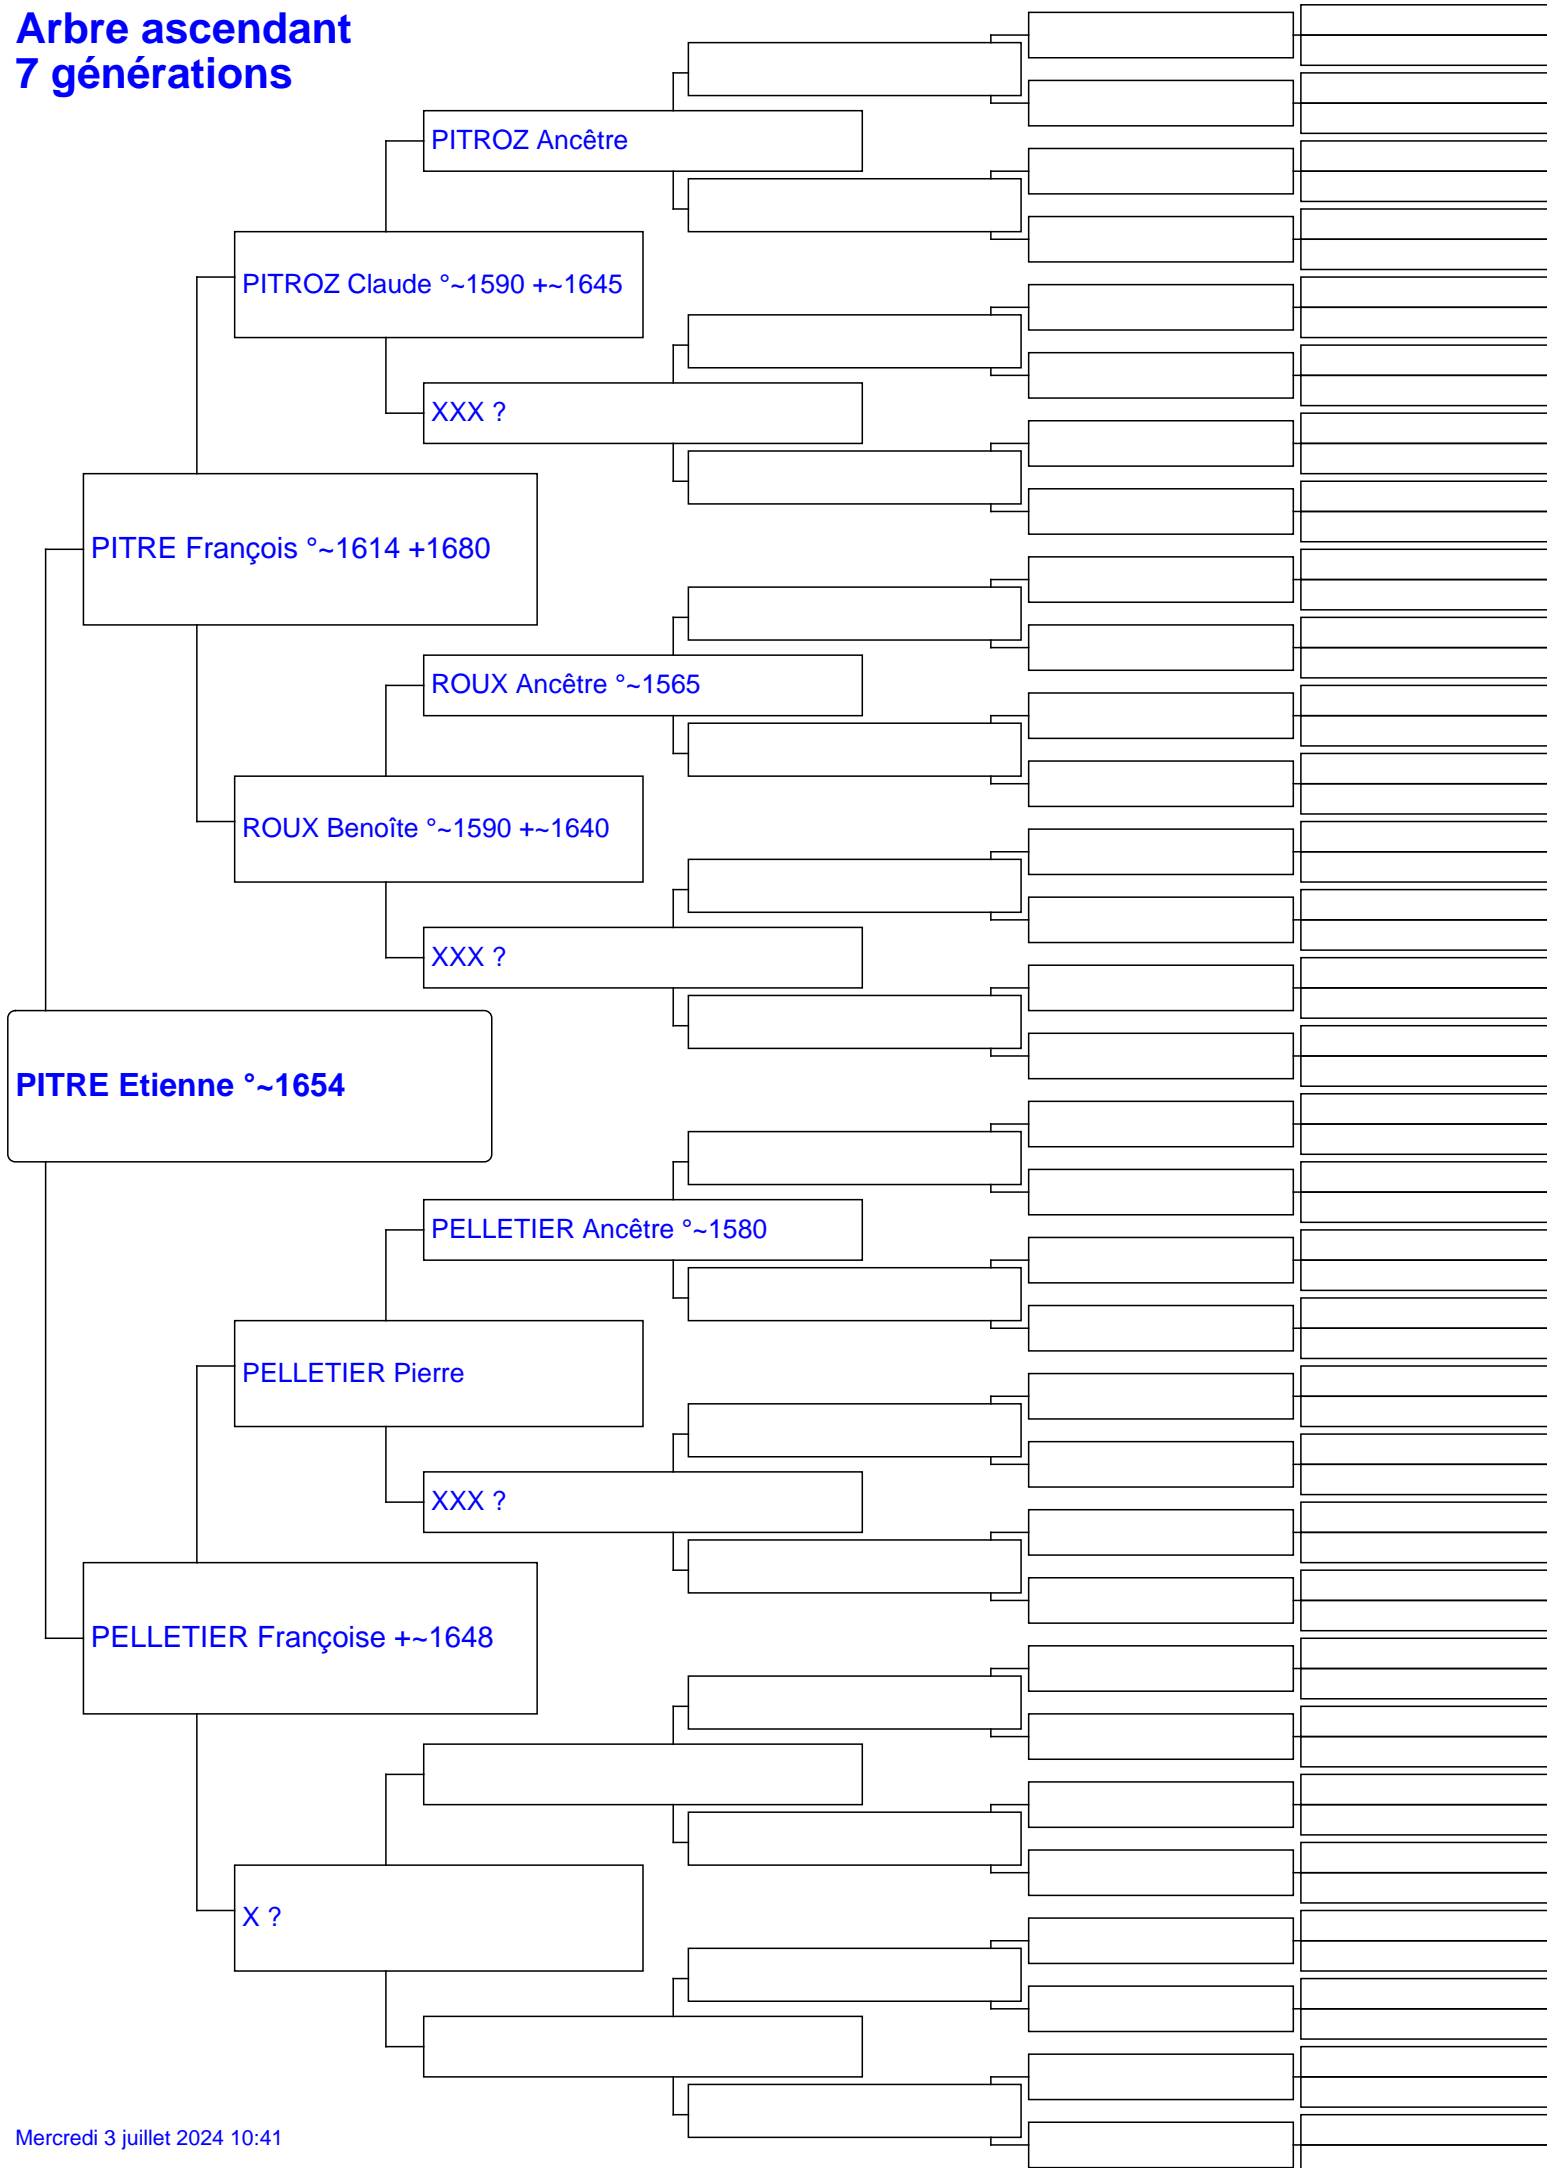 Arbre ascendant
7 générations
PITROZ Ancêtre
PITROZ Claude °~1590 +~1645
XXX ?
PITRE François °~1614 +1680
ROUX Ancêtre °~1565
ROUX Benoîte °~1590 +~1640
XXX ?
PITRE Etienne °~1654
PELLETIER Ancêtre °~1580
PELLETIER Pierre
XXX ?
PELLETIER Françoise +~1648
X ?
Mercredi 3 juillet 2024 10:41